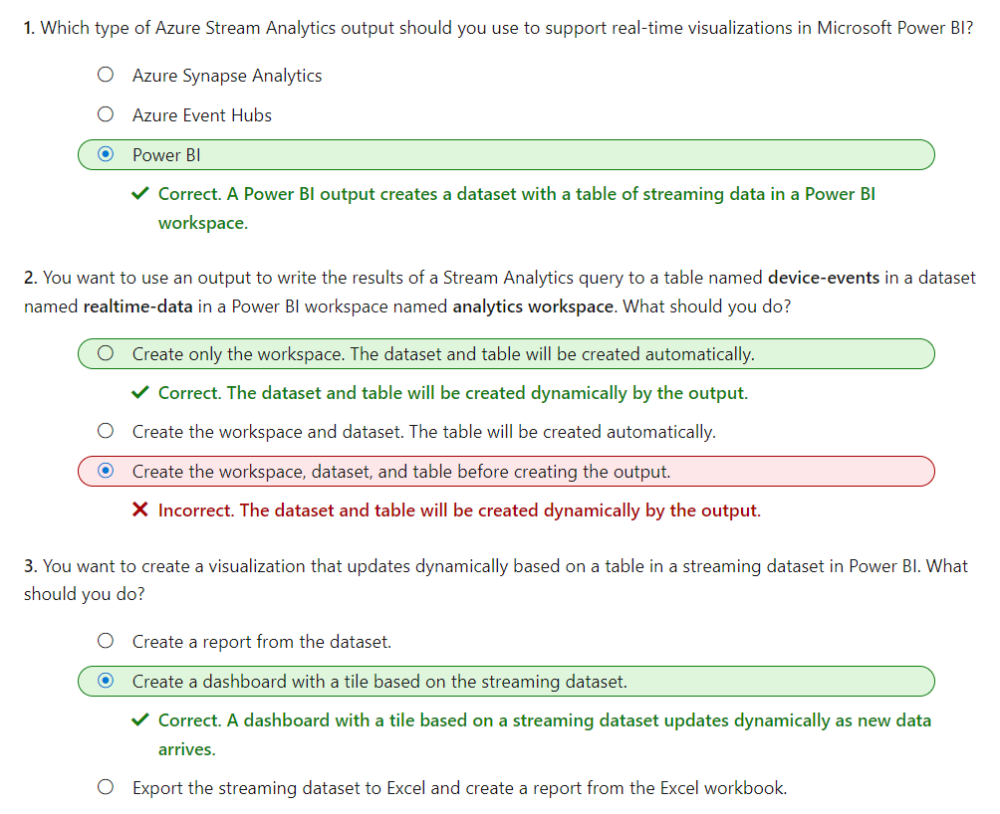 1. Which type of Azure Stream Analytics output should you use to support real-time visualizations in Microsoft Power BI?
Azure Synapse Analytics
Azure Event Hubs
Power BI
Correct. A Power BI output creates a dataset with a table of streaming data in a Power BI
workspace.
2. You want to use an output to write the results of a Stream Analytics query to a table named device-events in a dataset
named realtime-data in a Power BI workspace named analytics workspace. What should you do?
Create only the workspace. The dataset and table will be created automatically.
Correct. The dataset and table will be created dynamically by the output.
Create the workspace and dataset. The table will be created automatically.
Create the workspace, dataset, and table before creating the output.
Incorrect. The dataset and table will be created dynamically by the output.
3. You want to create a visualization that updates dynamically based on a table in a streaming dataset in Power BI. What
should you do?
Create a report from the dataset.
Create a dashboard with a tile based on the streaming dataset.
Correct. A dashboard with a tile based on a streaming dataset updates dynamically as new data
arrives.
Export the streaming dataset to Excel and create a report from the Excel workbook.